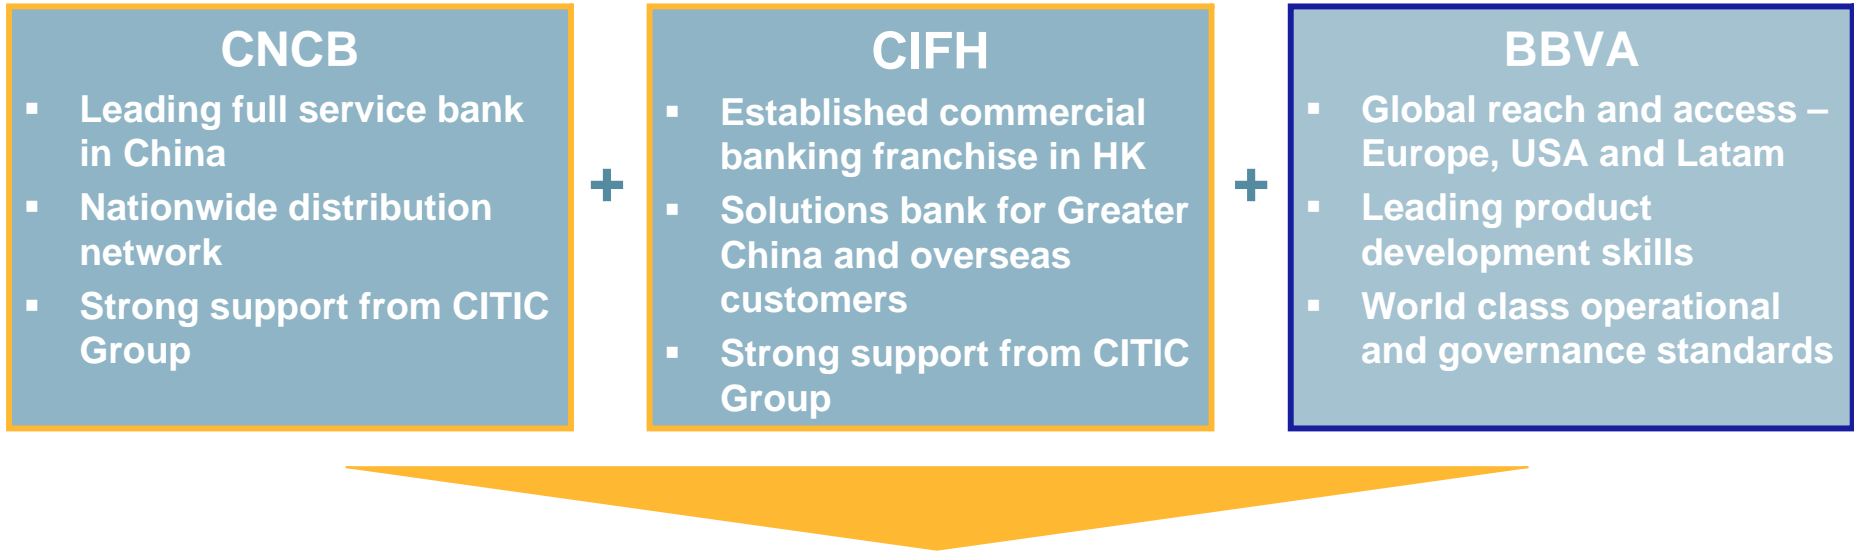 CNCB
▪ Leading full service bank
in China
▪ Nationwide distribution
network
▪ Strong support from CITIC
Group
+
CIFH
▪ Established commercial
banking franchise in HK
▪ Solutions bank for Greater
China and overseas
customers
▪ Strong support from CITIC
Group
+
BBVA
▪ Global reach and access –
Europe, USA and Latam
▪ Leading product
development skills
▪ World class operational
and governance standards